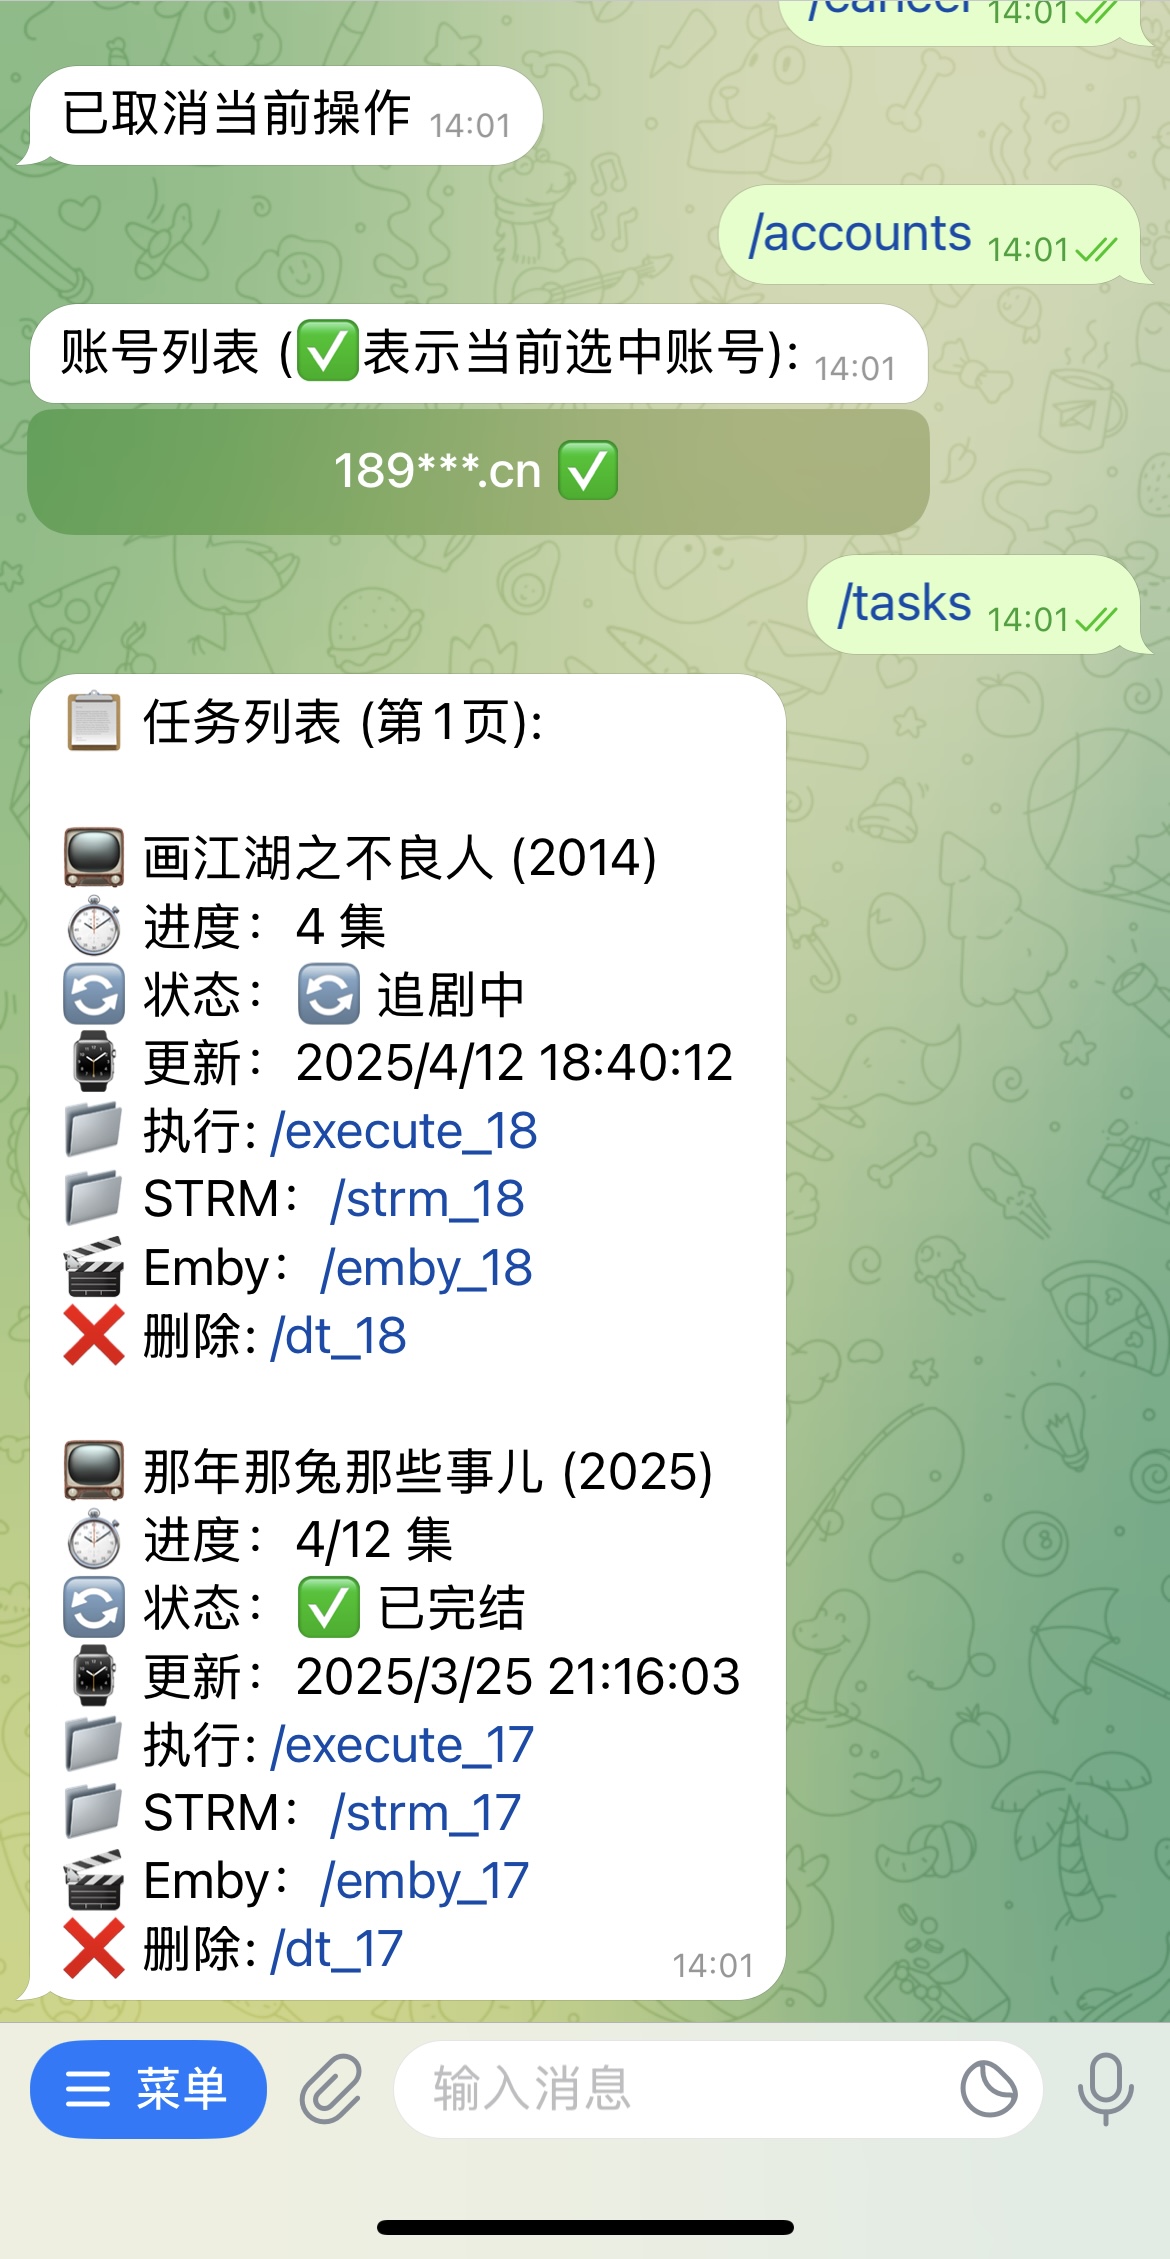 /cancel 14:01
已取消当前操作 14:01
/accounts 14:01
账号列表 (✅表示当前选中账号): 14:01
189***.cn ✅
/tasks 14:01
📋 任务列表 (第1页):
📺 画江湖之不良人 (2014)
⏱ 进度： 4 集
🔄 状态： 🔄 追剧中
⌚ 更新： 2025/4/12 18:40:12
📁 执行: /execute_18
📁 STRM： /strm_18
🎬 Emby： /emby_18
❌ 删除: /dt_18
📺 那年那兔那些事儿 (2025)
⏱ 进度： 4/12 集
🔄 状态： ✅ 已完结
⌚ 更新： 2025/3/25 21:16:03
📁 执行: /execute_17
📁 STRM： /strm_17
🎬 Emby： /emby_17
❌ 删除: /dt_17
14:01
菜单 输入消息